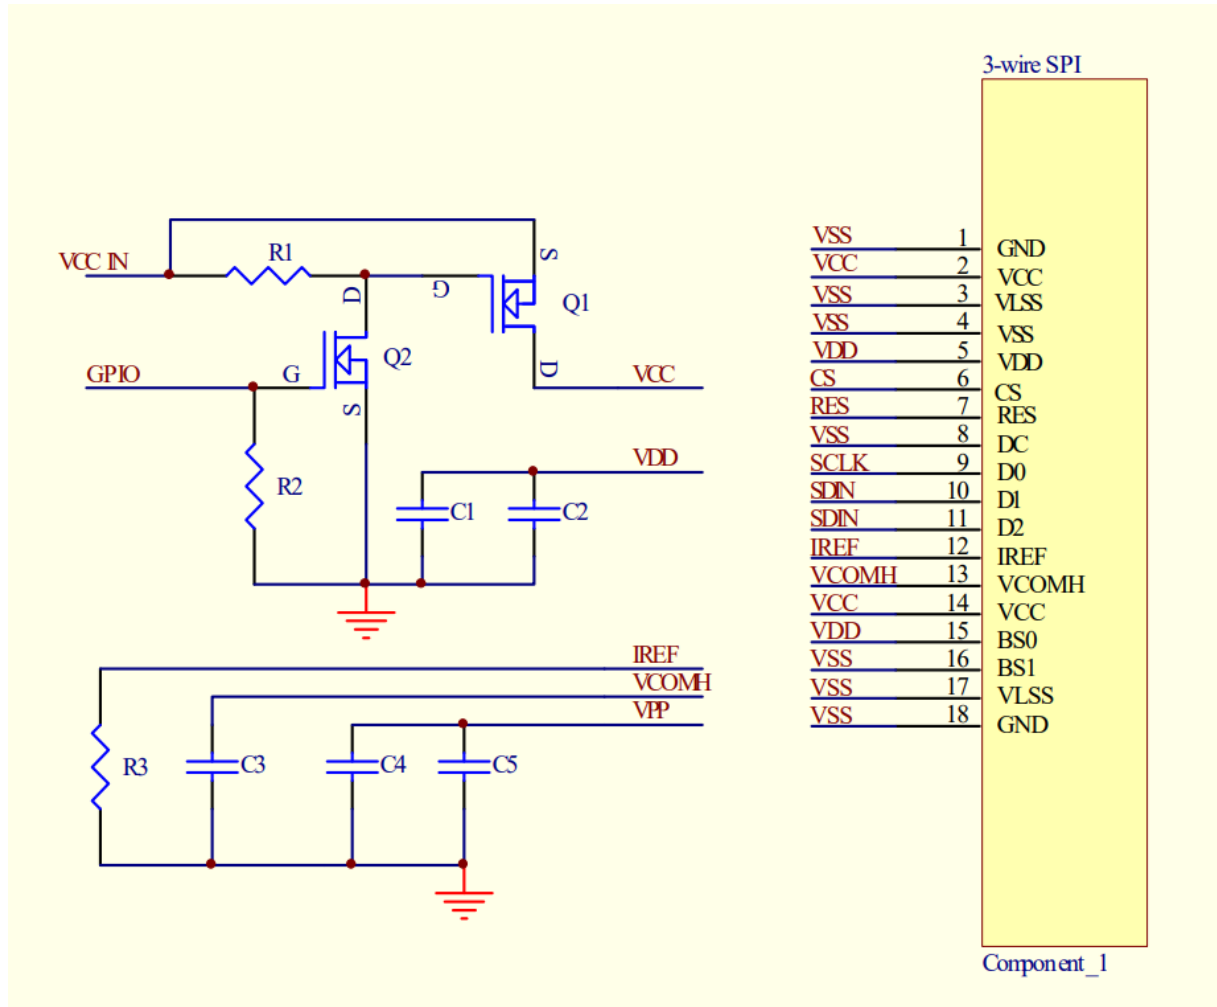 3-wire SPI
VCC IN
R1
D
G
S
Q1
D
VCC
GPIO
G
Q2
S
R2
VDD
C1
C2
IREF
VCOMH
VPP
R3
C3
C4
C5
VSS 1 GND
VCC 2 VCC
VSS 3 VLSS
VSS 4 VSS
VDD 5 VDD
CS 6 CS
RES 7 RES
VSS 8 DC
SCLK 9 D0
SDIN 10 D1
SDIN 11 D2
IREF 12 IREF
VCOMH 13 VCOMH
VCC 14 VCC
VDD 15 BS0
VSS 16 BS1
VSS 17 VLSS
VSS 18 GND
Component_1